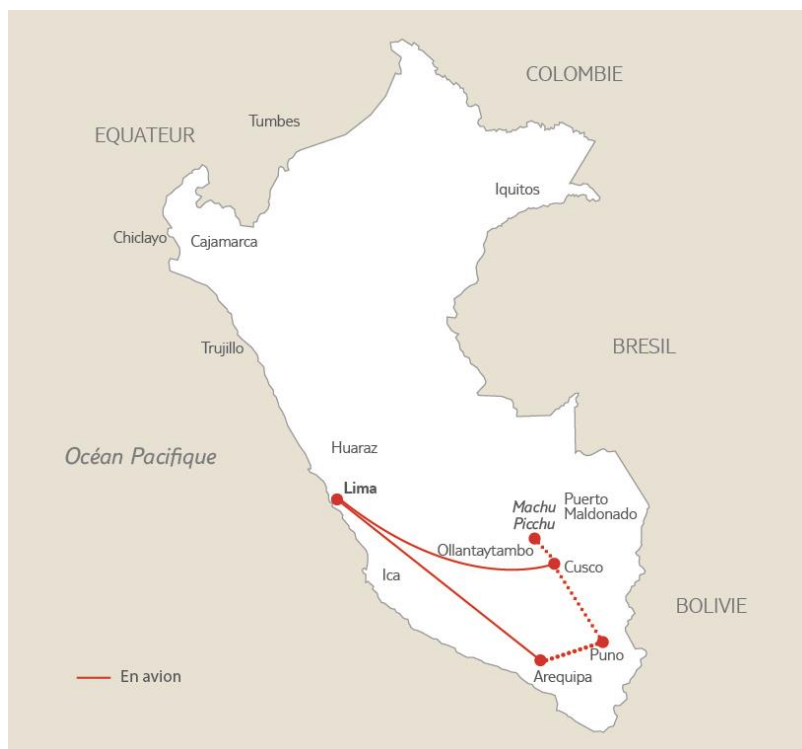 COLOMBIE
Tumbes
EQUATEUR
Iquitos
Chiclayo
Cajamarca
Trujillo
BRESIL
Huaraz
Océan Pacifique
Lima
Machu
Picchu
Puerto
Maldonado
Ollantaytambo
Cusco
Ica
BOLIVIE
Puno
Arequipa
En avion